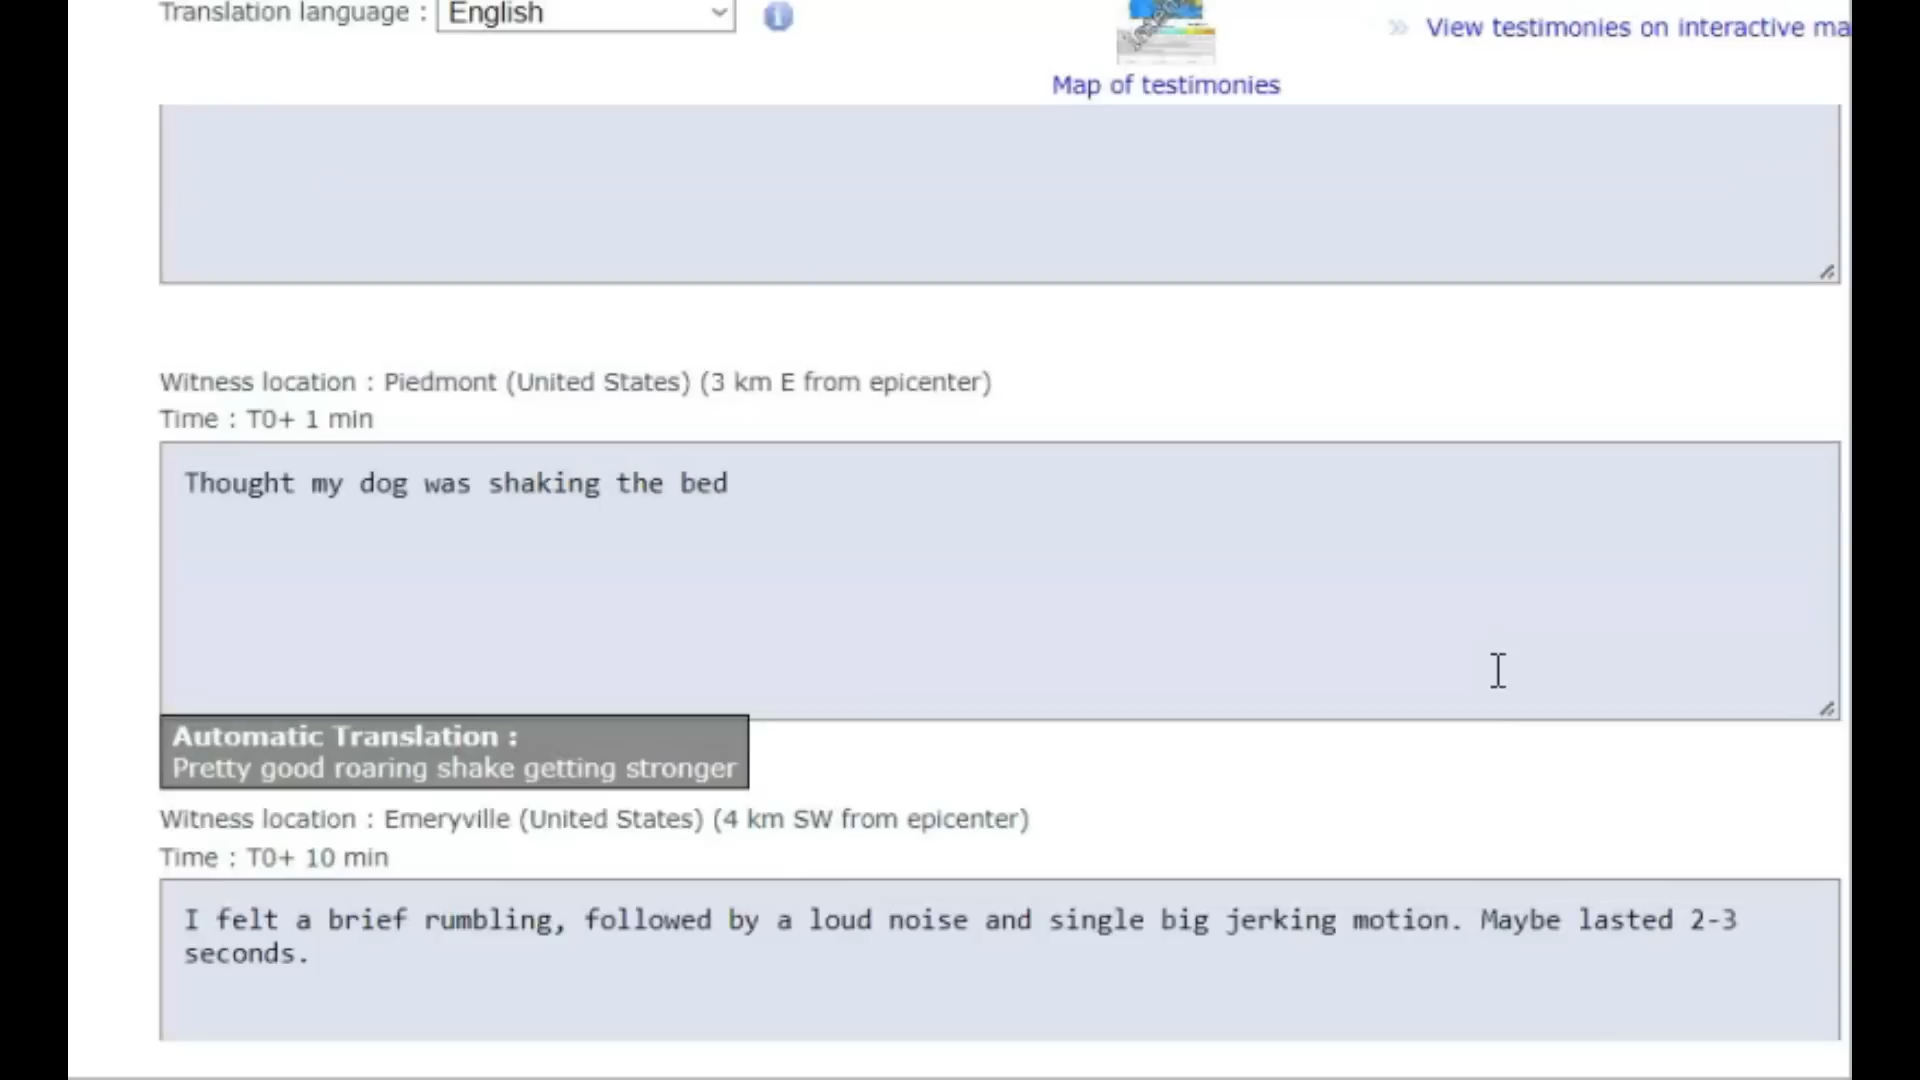 Translation language : English
View testimonies on interactive ma
Map of testimonies
Witness location : Piedmont (United States) (3 km E from epicenter)
Time : T0+ 1 min
Thought my dog was shaking the bed
Automatic Translation :
Pretty good roaring shake getting stronger
Witness location : Emeryville (United States) (4 km SW from epicenter)
Time : T0+ 10 min
I felt a brief rumbling, followed by a loud noise and single big jerking motion. Maybe lasted 2-3
seconds.